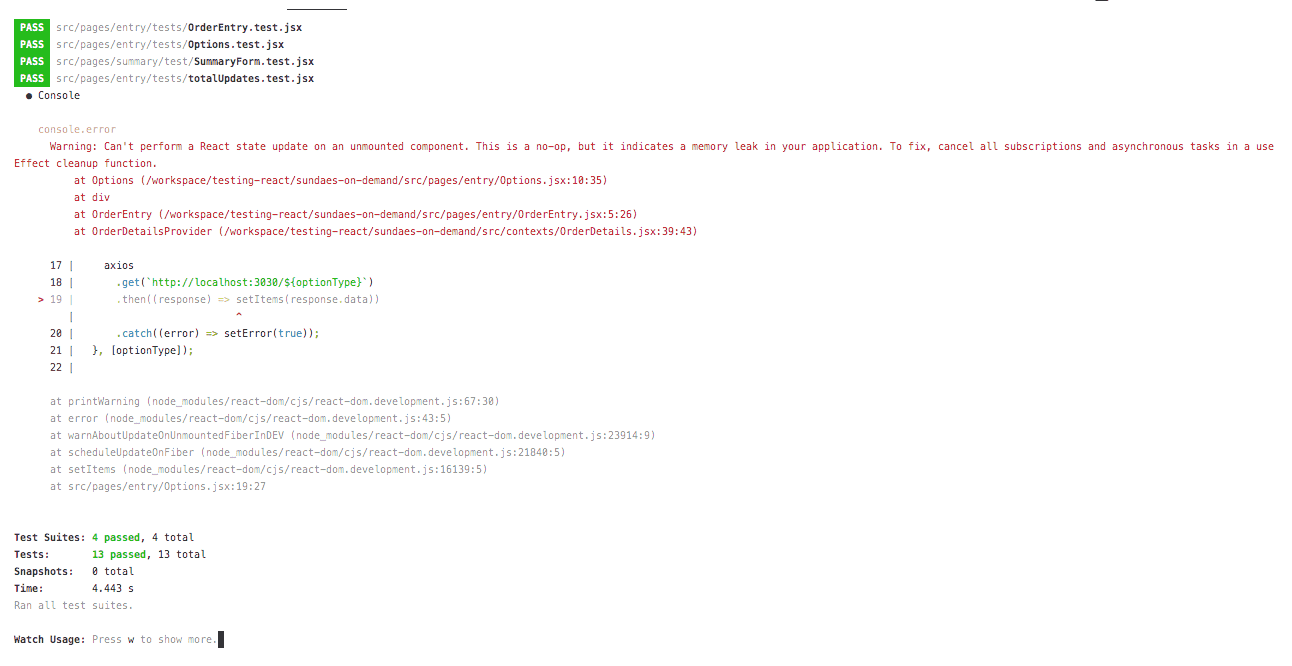 PASS src/pages/entry/tests/OrderEntry.test.jsx
PASS src/pages/entry/tests/Options.test.jsx
PASS src/pages/summary/test/SummaryForm.test.jsx
PASS src/pages/entry/tests/totalUpdates.test.jsx
● Console
console.error
Warning: Can't perform a React state update on an unmounted component. This is a no-op, but it indicates a memory leak in your application. To fix, cancel all subscriptions and asynchronous tasks in a use
Effect cleanup function.
at Options (/workspace/testing-react/sundaes-on-demand/src/pages/entry/Options.jsx:10:35)
at div
at OrderEntry (/workspace/testing-react/sundaes-on-demand/src/pages/entry/OrderEntry.jsx:5:26)
at OrderDetailsProvider (/workspace/testing-react/sundaes-on-demand/src/contexts/OrderDetails.jsx:39:43)
17 | axios
18 | .get(`http://localhost:3030/${optionType}`)
> 19 | .then((response) => setItems(response.data))
| ^
20 | .catch((error) => setError(true));
21 | }, [optionType]);
22 |
at printWarning (node_modules/react-dom/cjs/react-dom.development.js:67:30)
at error (node_modules/react-dom/cjs/react-dom.development.js:43:5)
at warnAboutUpdateOnUnmountedFiberInDEV (node_modules/react-dom/cjs/react-dom.development.js:23914:9)
at scheduleUpdateOnFiber (node_modules/react-dom/cjs/react-dom.development.js:21840:5)
at setItems (node_modules/react-dom/cjs/react-dom.development.js:16139:5)
at src/pages/entry/Options.jsx:19:27
Test Suites: 4 passed, 4 total
Tests: 13 passed, 13 total
Snapshots: 0 total
Time: 4.443 s
Ran all test suites.
Watch Usage: Press w to show more.